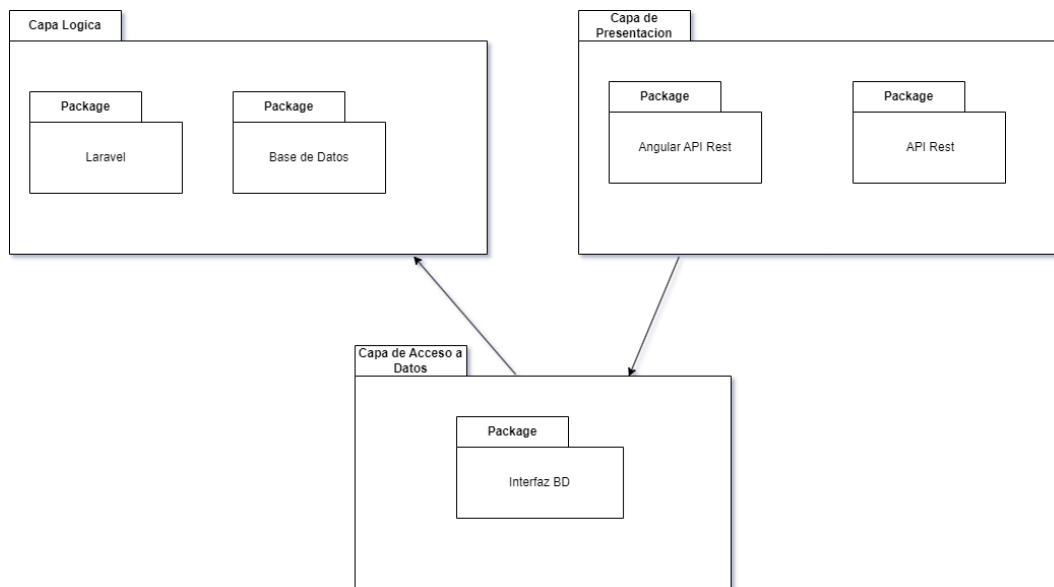 Capa Logica
Package
Laravel
Package
Base de Datos
Capa de
Presentacion
Package
Angular API Rest
Package
API Rest
Capa de Acceso a
Datos
Package
Interfaz BD